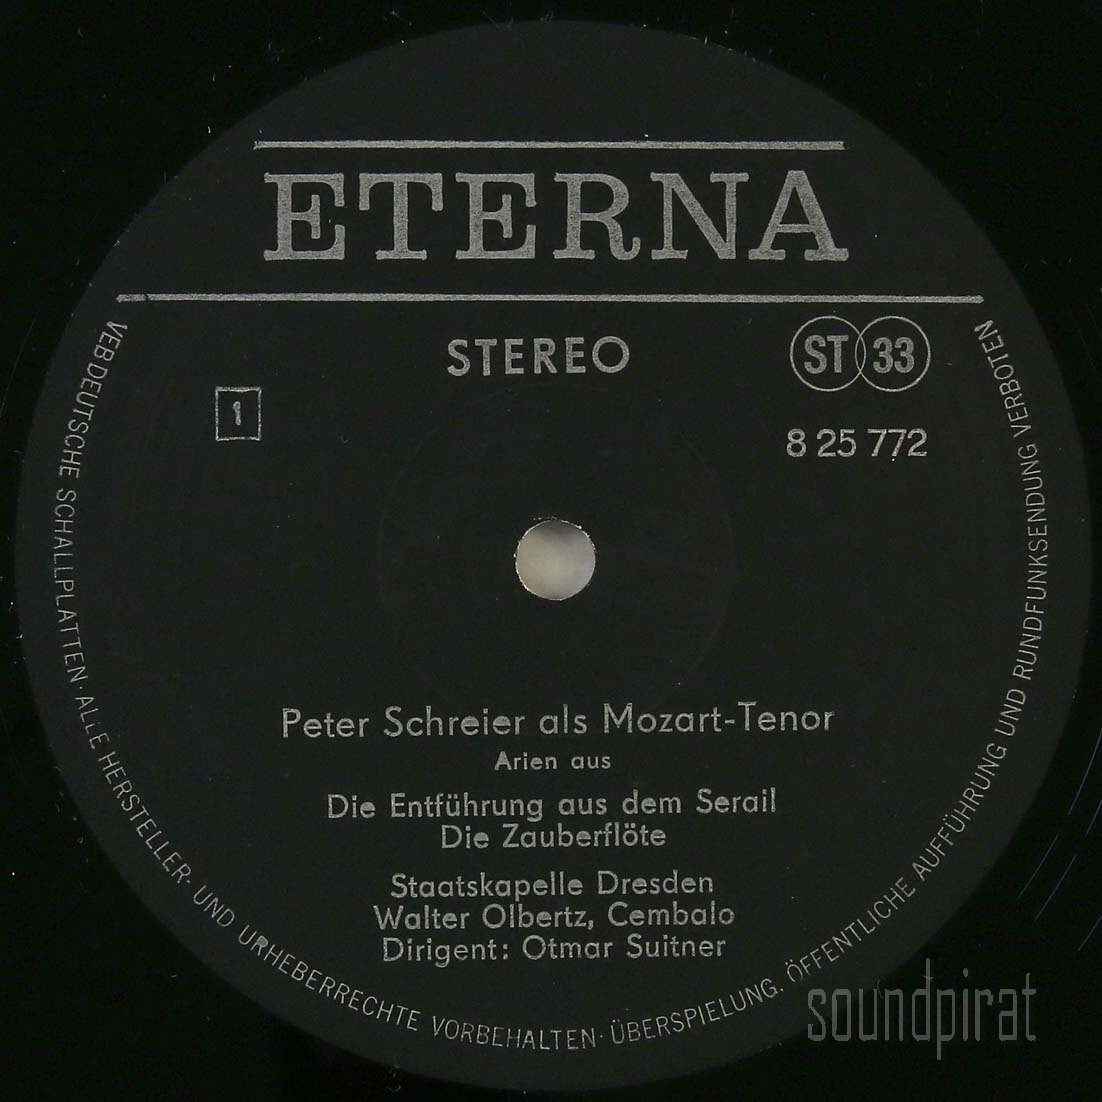 ETERNA
STEREO
ST 33
1
8 25 772
Peter Schreier als Mozart-Tenor
Arien aus
Die Entführung aus dem Serail
Die Zauberflöte
Staatskapelle Dresden
Walter Olbertz, Cembalo
Dirigent: Otmar Suitner
VEB DEUTSCHE SCHALLPLATTEN · ALLE HERSTELLER- UND URHEBERRECHTE VORBEHALTEN · ÜBERSPIELUNG, ÖFFENTLICHE AUFFÜHRUNG UND RUNDFUNKSENDUNG VERBOTEN
soundpirat